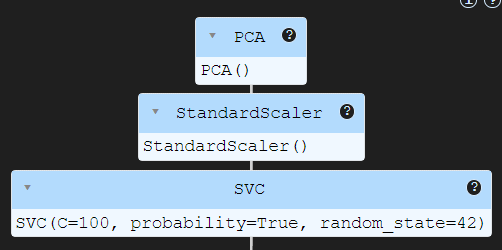 PCA ?
PCA()
StandardScaler ?
StandardScaler()
SVC ?
SVC(C=100, probability=True, random_state=42)